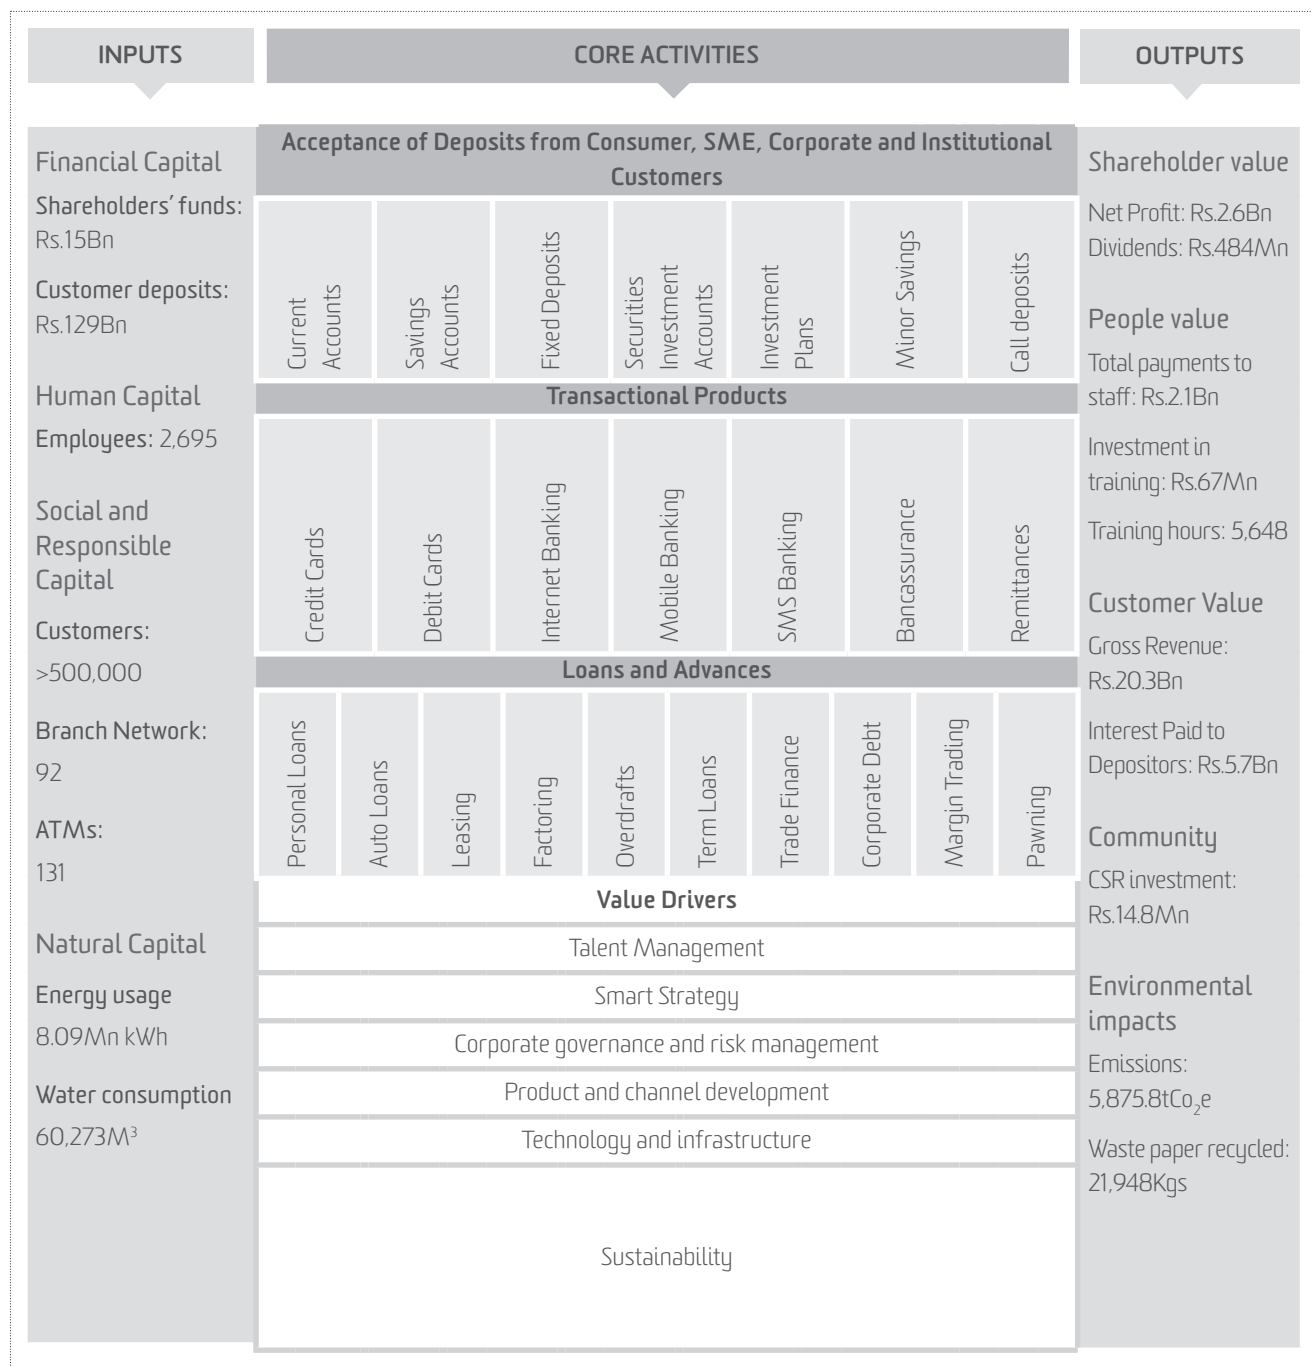 INPUTS
CORE ACTIVITIES
OUTPUTS
Financial Capital
Shareholders' funds:
Rs.15Bn
Customer deposits:
Rs.129Bn
Human Capital
Employees: 2,695
Social and
Responsible
Capital
Customers:
>500,000
Branch Network:
92
ATMs:
131
Natural Capital
Energy usage
8.09Mn kWh
Water consumption
60,273M³
Acceptance of Deposits from Consumer, SME, Corporate and Institutional
Customers
Current
Accounts
Savings
Accounts
Fixed Deposits
Securities
Investment
Accounts
Investment
Plans
Minor Savings
Call deposits
Transactional Products
Credit Cards
Debit Cards
Internet Banking
Mobile Banking
SMS Banking
Bancassurance
Remittances
Loans and Advances
Personal Loans
Auto Loans
Leasing
Factoring
Overdrafts
Term Loans
Trade Finance
Corporate Debt
Margin Trading
Pawning
Value Drivers
Talent Management
Smart Strategy
Corporate governance and risk management
Product and channel development
Technology and infrastructure
Sustainability
Shareholder value
Net Profit: Rs.2.6Bn
Dividends: Rs.484Mn
People value
Total payments to
staff: Rs.2.1Bn
Investment in
training: Rs.67Mn
Training hours: 5,648
Customer Value
Gross Revenue:
Rs.20.3Bn
Interest Paid to
Depositors: Rs.5.7Bn
Community
CSR investment:
Rs.14.8Mn
Environmental
impacts
Emissions:
5,875.8tCo₂e
Waste paper recycled:
21,948Kgs